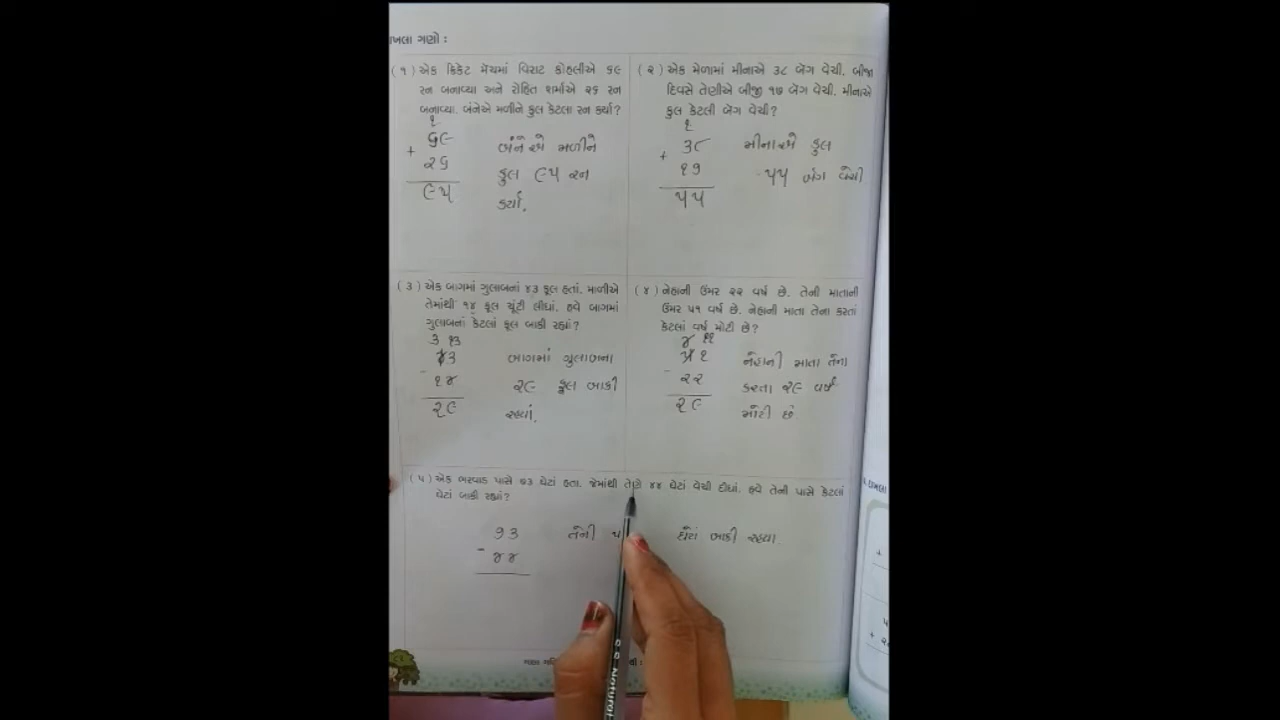 દાખલા ગણો :
(૧) એક ક્રિકેટ મૅચમાં વિરાટ કોહલીએ ૬૯
રન બનાવ્યા અને રોહિત શર્માએ ૨૬ રન
બનાવ્યા. બંનેએ મળીને કુલ કેટલા રન કર્યા?
૧
૬૯
+ ૨૬
૯૫
બંનેએ મળીને
કુલ ૯૫ રન
કર્યા.
(૨) એક મેળામાં મીનાએ ૩૮ બૅગ વેચી. બીજા
દિવસે તેણીએ બીજી ૧૭ બૅગ વેચી. મીનાએ
કુલ કેટલી બૅગ વેચી?
૧
૩૮
+ ૧૭
૫૫
મીનાએ કુલ
૫૫ બેગ વેચી
(૩) એક બાગમાં ગુલાબનાં ૪૩ ફૂલ હતાં. માળીએ
તેમાંથી ૧૪ ફૂલ ચૂંટી લીધાં. હવે બાગમાં
ગુલાબનાં કેટલાં ફૂલ બાકી રહ્યાં?
૩ ૧૩
૪૩
- ૧૪
૨૯
બાગમાં ગુલાબના
૨૯ ફૂલ બાકી
રહ્યાં.
(૪) નેહાની ઉંમર ૨૨ વર્ષ છે. તેની માતાની
ઉંમર ૫૧ વર્ષ છે. નેહાની માતા તેના કરતાં
કેટલાં વર્ષ મોટી છે?
૪ ૧૧
૫૧
- ૨૨
૨૯
નેહાની માતા તેના
કરતા ૨૯ વર્ષ
મોટી છે
(૫) એક ભરવાડ પાસે ૭૩ ઘેટાં હતા. જેમાંથી તેણે ૪૪ ઘેટાં વેચી દીધાં. હવે તેની પાસે કેટલાં
ઘેટાં બાકી રહ્યાં?
૭૩
- ૪૪
તેની પા ઘેટાં બાકી રહ્યા.